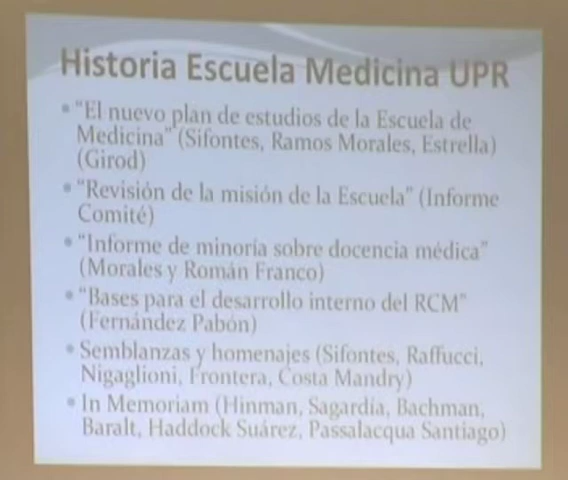 Historia Escuela Medicina UPR
• "El nuevo plan de estudios de la Escuela de
Medicina" (Sifontes, Ramos Morales, Estrella)
(Girod)
• "Revisión de la misión de la Escuela" (Informe
Comité)
• "Informe de minoría sobre docencia médica"
(Morales y Román Franco)
• "Bases para el desarrollo interno del RCM"
(Fernández Pabón)
• Semblanzas y homenajes (Sifontes, Raffucci,
Nigaglioni, Frontera, Costa Mandry)
• In Memoriam (Hinman, Sagardía, Bachman,
Baralt, Haddock Suárez, Passalacqua Santiago)